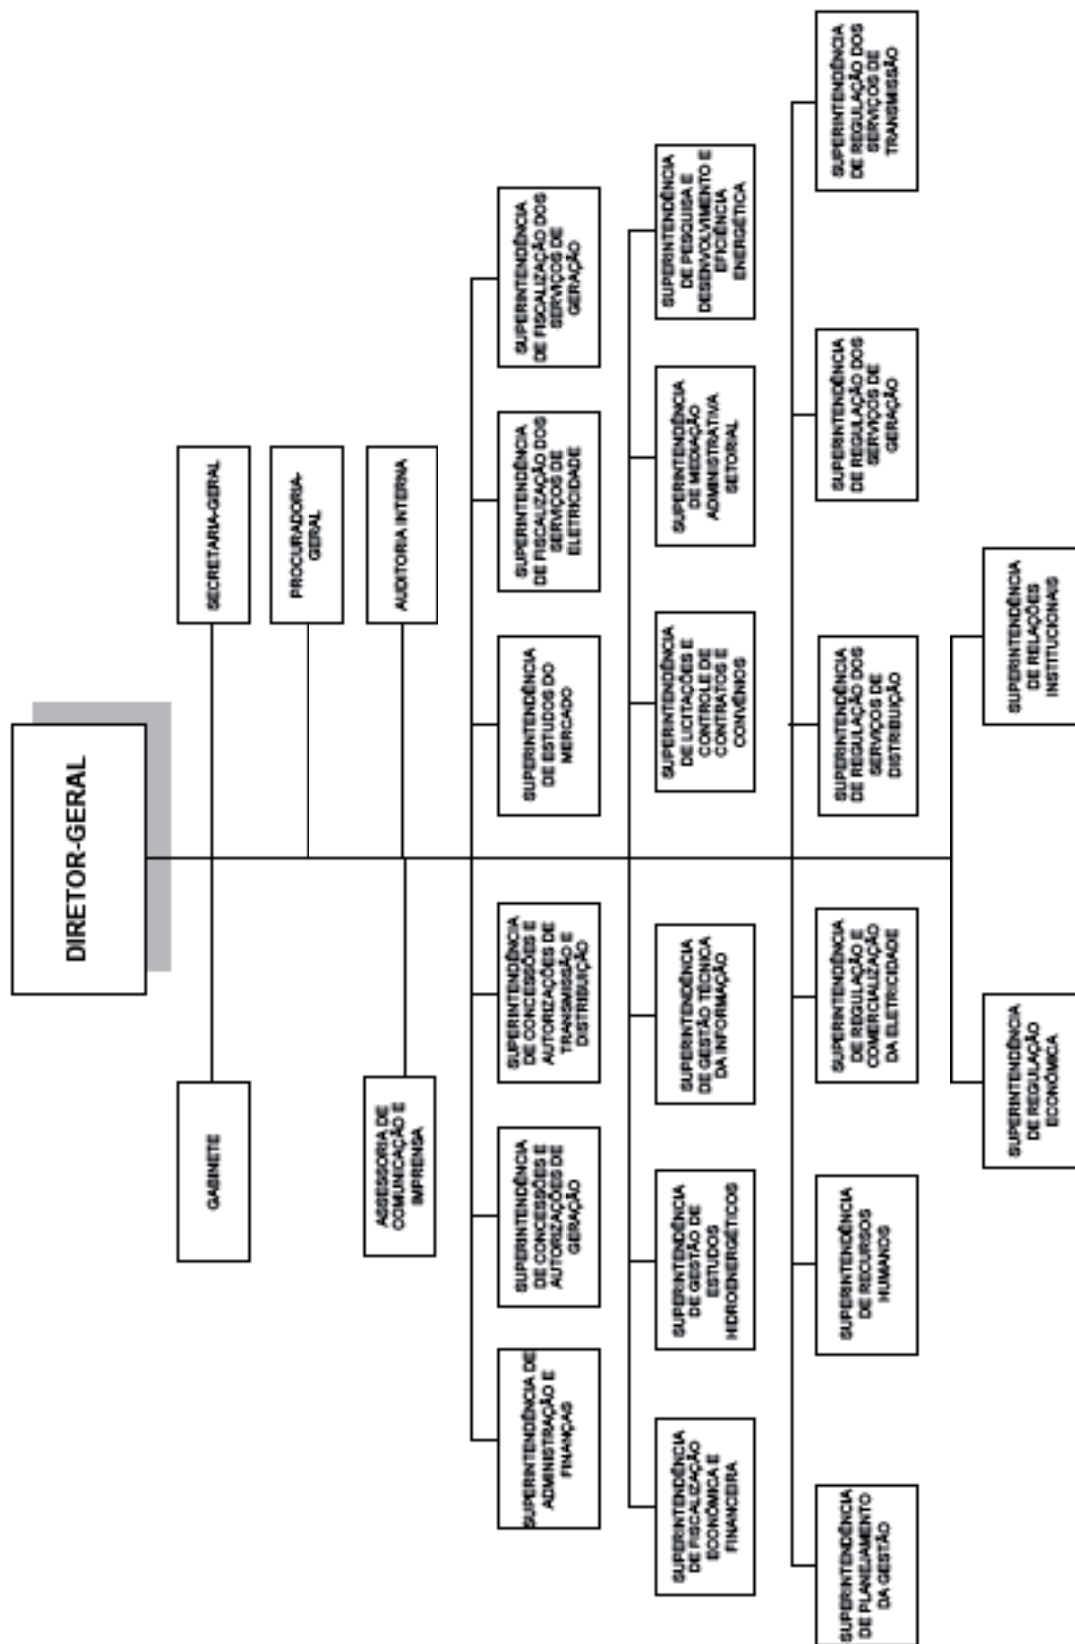 DIRETOR-GERAL
GABINETE
SECRETARIA-GERAL
PROCURADORIA-
GERAL
ASSESSORIA DE
COMUNICAÇÃO E
IMPRENSA
AUDITORIA INTERNA
SUPERINTENDÊNCIA DE
ADMINISTRAÇÃO E
FINANÇAS
SUPERINTENDÊNCIA
DE CONCESSÕES E
AUTORIZAÇÕES DE
GERAÇÃO
SUPERINTENDÊNCIA
DE CONCESSÕES E
AUTORIZAÇÕES DE
TRANSMISSÃO E
DISTRIBUIÇÃO
SUPERINTENDÊNCIA
DE ESTUDOS DO
MERCADO
SUPERINTENDÊNCIA
DE FISCALIZAÇÃO DOS
SERVIÇOS DE
ELETRICIDADE
SUPERINTENDÊNCIA
DE FISCALIZAÇÃO DOS
SERVIÇOS DE
GERAÇÃO
SUPERINTENDÊNCIA
DE FISCALIZAÇÃO
ECONÔMICA E
FINANCEIRA
SUPERINTENDÊNCIA
DE GESTÃO DE
ESTUDOS
HIDROENERGÉTICOS
SUPERINTENDÊNCIA
DE GESTÃO TÉCNICA
DA INFORMAÇÃO
SUPERINTENDÊNCIA
DE LICITAÇÕES E
CONTROLE DE
CONTRATOS E
CONVÊNIOS
SUPERINTENDÊNCIA
DE MEDIAÇÃO
ADMINISTRATIVA
SETORIAL
SUPERINTENDÊNCIA
DE PESQUISA E
DESENVOLVIMENTO E
EFICIÊNCIA
ENERGÉTICA
SUPERINTENDÊNCIA
DE PLANEJAMENTO
DA GESTÃO
SUPERINTENDÊNCIA
DE RECURSOS
HUMANOS
SUPERINTENDÊNCIA
DE REGULAÇÃO E
COMERCIALIZAÇÃO
DA ELETRICIDADE
SUPERINTENDÊNCIA
DE REGULAÇÃO DOS
SERVIÇOS DE
DISTRIBUIÇÃO
SUPERINTENDÊNCIA
DE REGULAÇÃO DOS
SERVIÇOS DE
GERAÇÃO
SUPERINTENDÊNCIA
DE REGULAÇÃO DOS
SERVIÇOS DE
TRANSMISSÃO
SUPERINTENDÊNCIA
DE REGULAÇÃO
ECONÔMICA
SUPERINTENDÊNCIA
DE RELAÇÕES
INSTITUCIONAIS